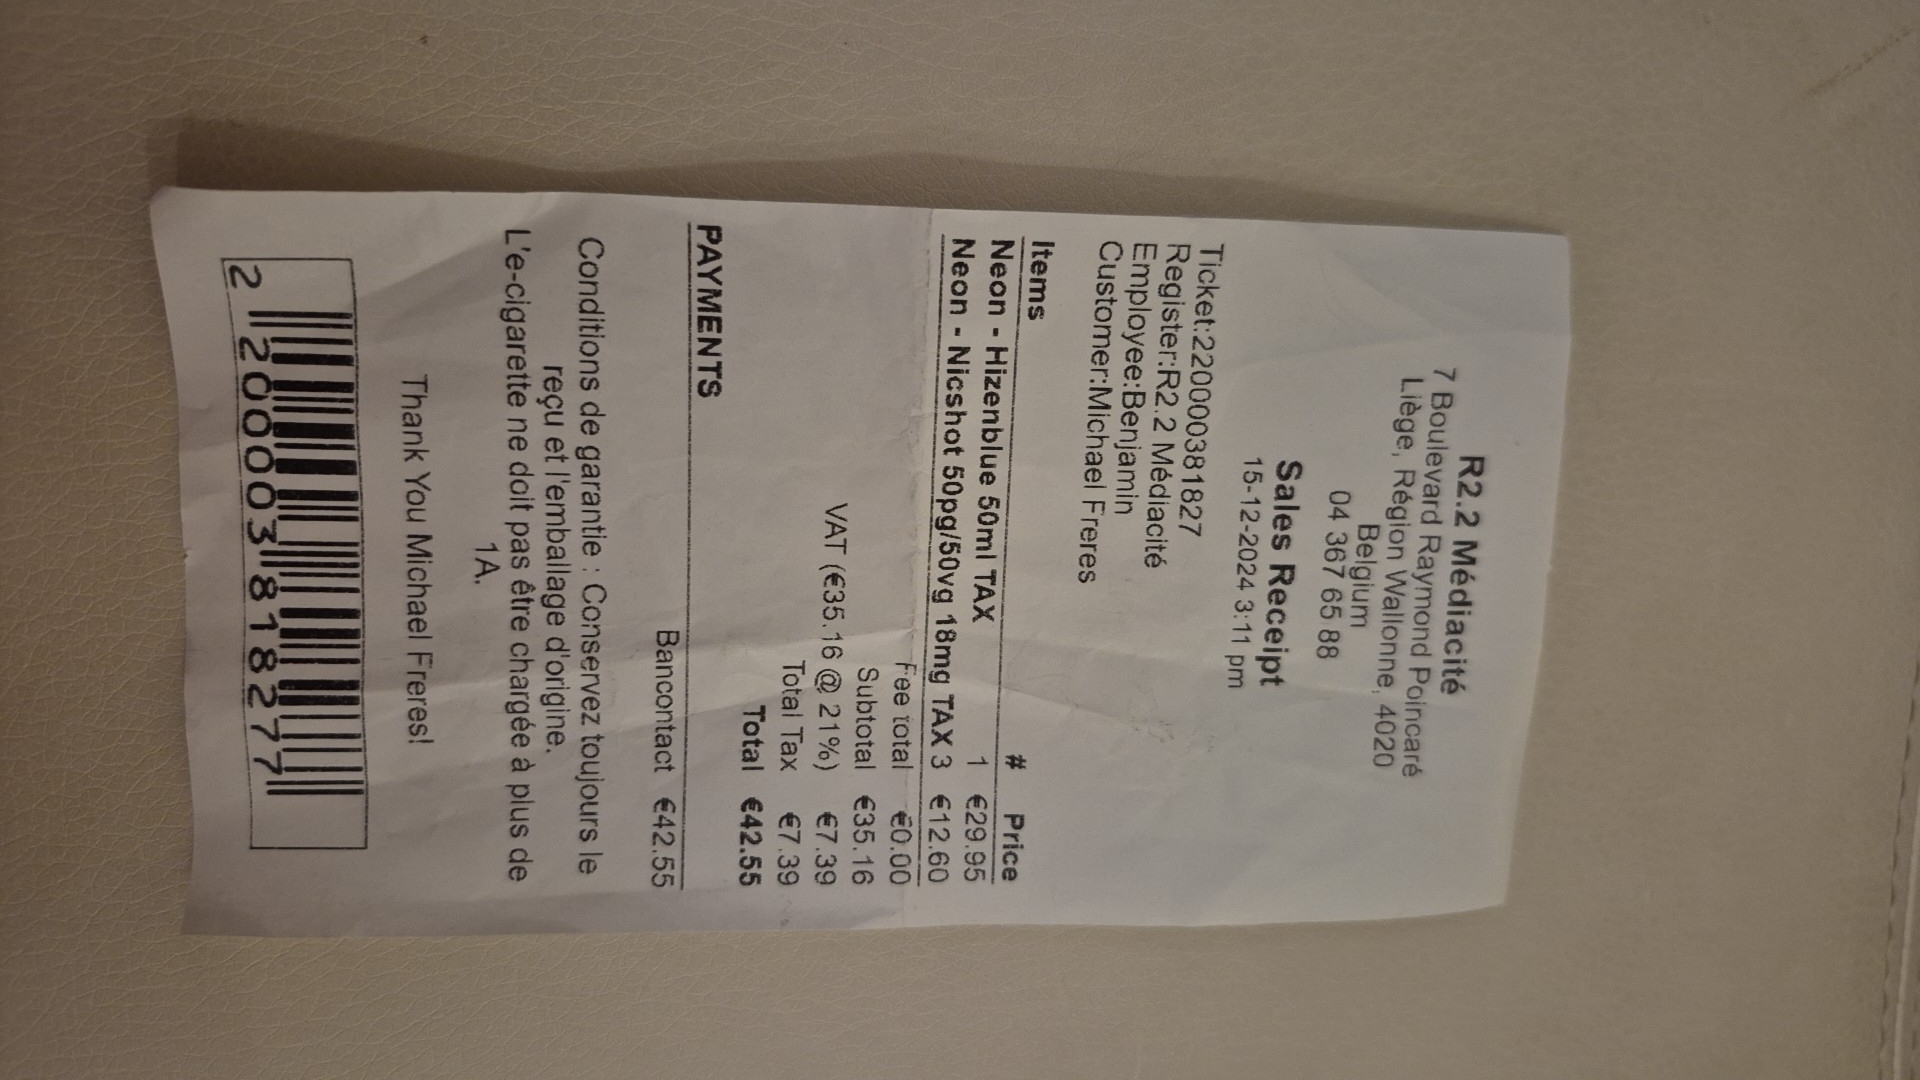 R2.2 Médiacité
7 Boulevard Raymond Poincaré
Liège, Région Wallonne, 40020
Belgium
04 367 65 88
Sales Receipt
15-12-2024 3:11 pm
Ticket:220000381827
Register:R2.2 Médiacité
Employee:Benjamin
Customer:Michael Freres
Items # Price
Neon - Hizenblue 50ml TAX 1 €29.95
Neon - Nicshot 50pg/50vg 18mg TAX 3 €12.60
Fee total €0.00
Subtotal €35.16
VAT (€35.16 @ 21%) €7.39
Total Tax €7.39
Total €42.55
PAYMENTS
Bancontact €42.55
Conditions de garantie : Conservez toujours le
reçu et l'emballage d'origine.
L'e-cigarette ne doit pas être chargée à plus de
1A.
Thank You Michael Freres!
2 200003 818277